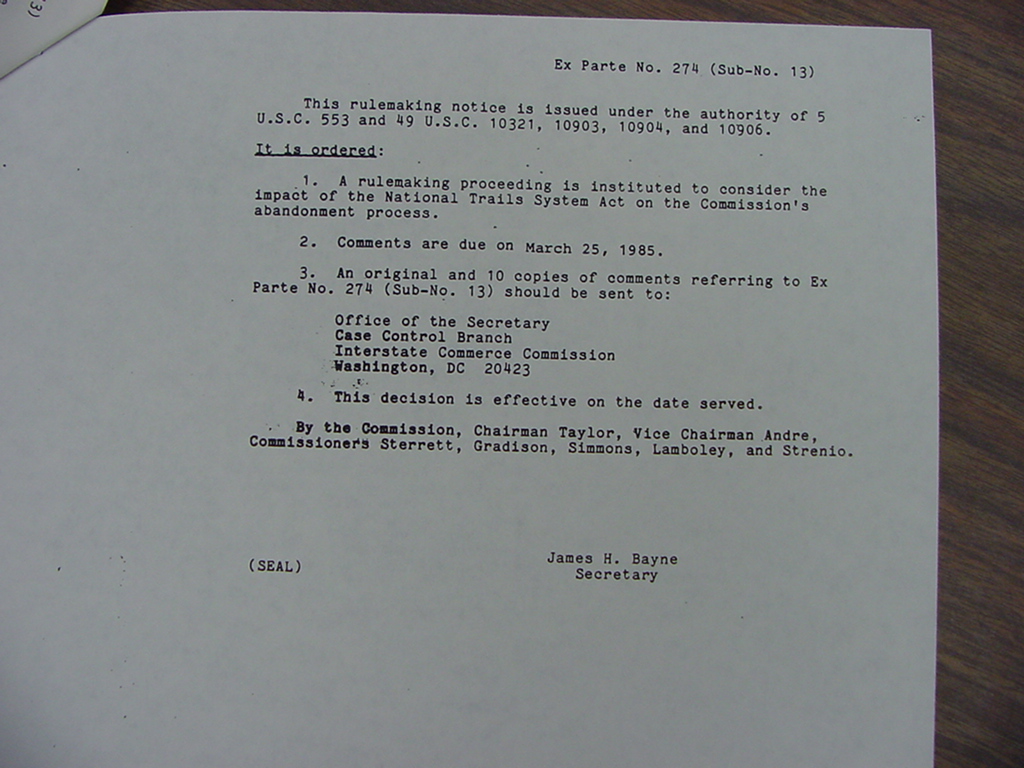 3)
Ex Parte No. 274 (Sub-No. 13)
This rulemaking notice is issued under the authority of 5
U.S.C. 553 and 49 U.S.C. 10321, 10903, 10904, and 10906.
It is ordered:
1. A rulemaking proceeding is instituted to consider the
impact of the National Trails System Act on the Commission's
abandonment process.
2. Comments are due on March 25, 1985.
3. An original and 10 copies of comments referring to Ex
Parte No. 274 (Sub-No. 13) should be sent to:
Office of the Secretary
Case Control Branch
Interstate Commerce Commission
Washington, DC 20423
4. This decision is effective on the date served.
By the Commission, Chairman Taylor, Vice Chairman Andre,
Commissioners Sterrett, Gradison, Simmons, Lamboley, and Strenio.
James H. Bayne
(SEAL)
Secretary